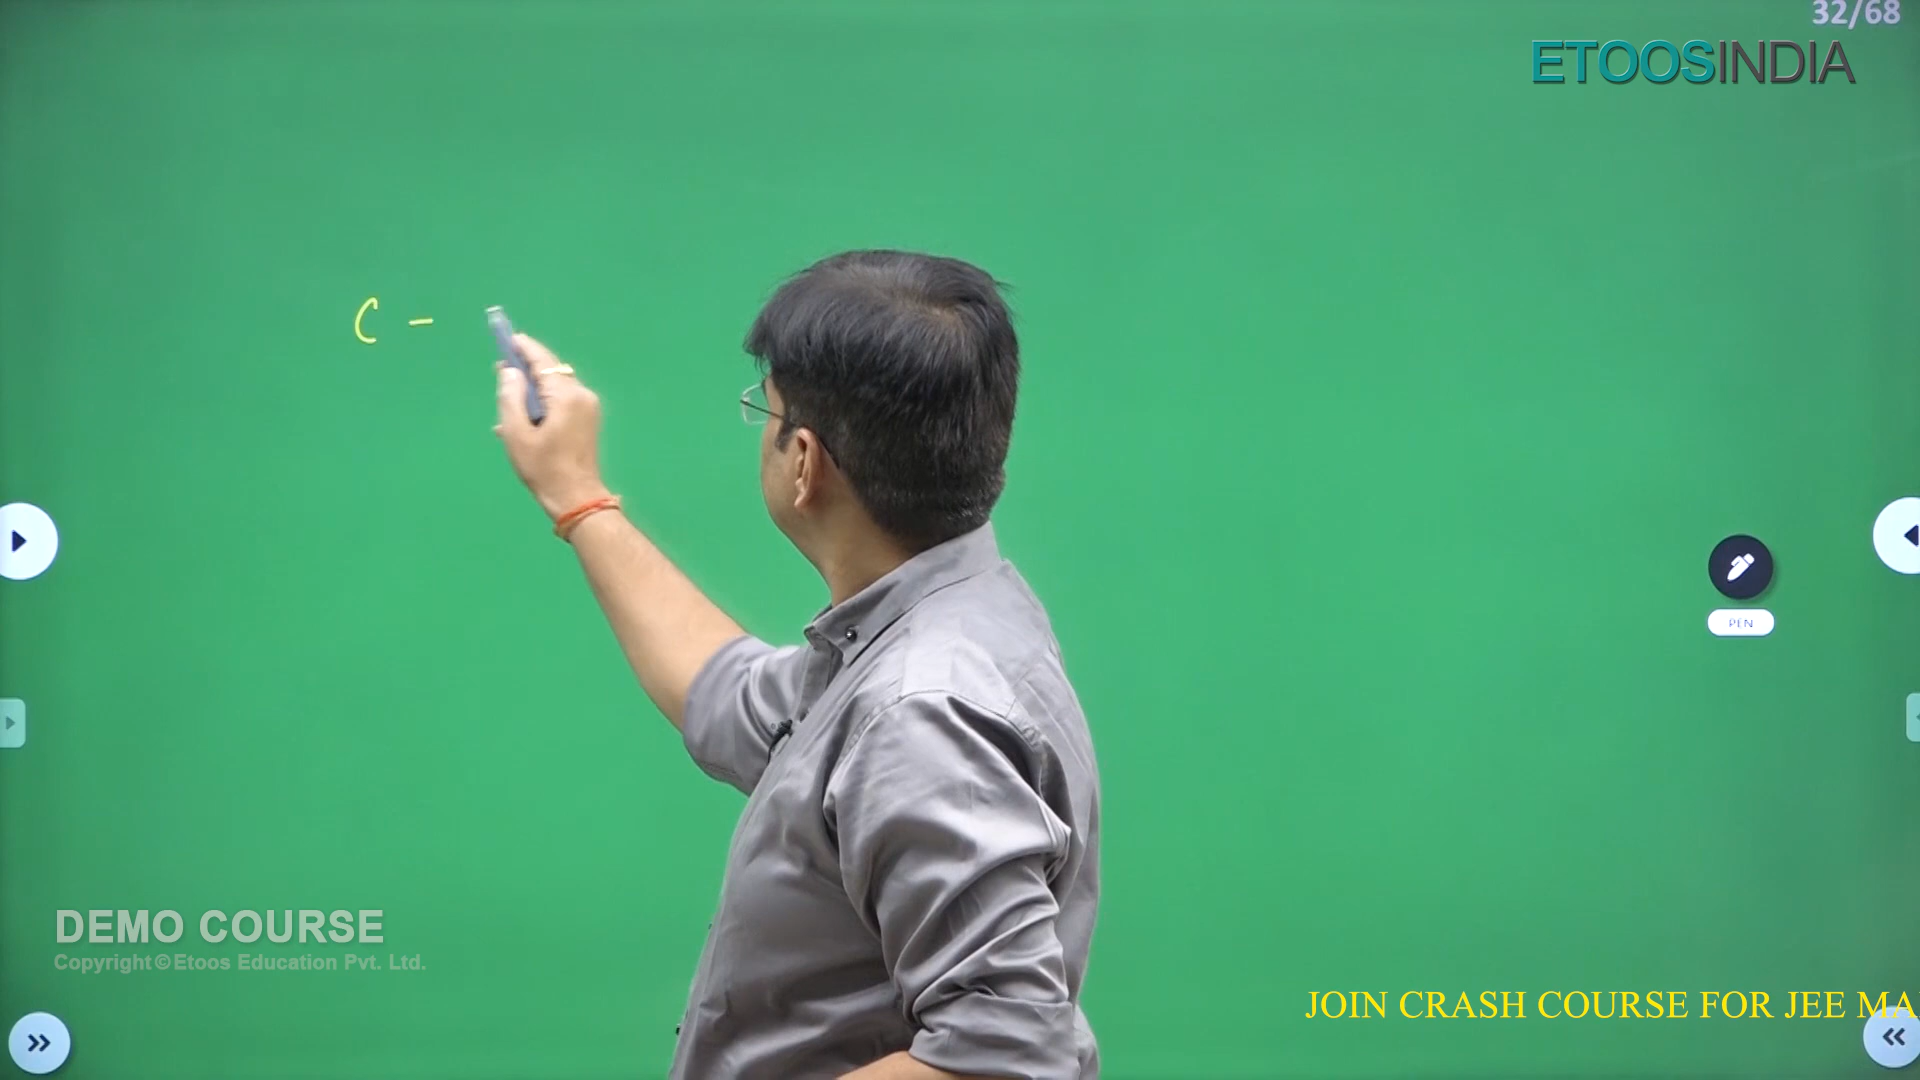 32/68
ETOOSINDIA
C -
PEN
DEMO COURSE
Copyright © Etoos Education Pvt. Ltd.
JOIN CRASH COURSE FOR JEE MA